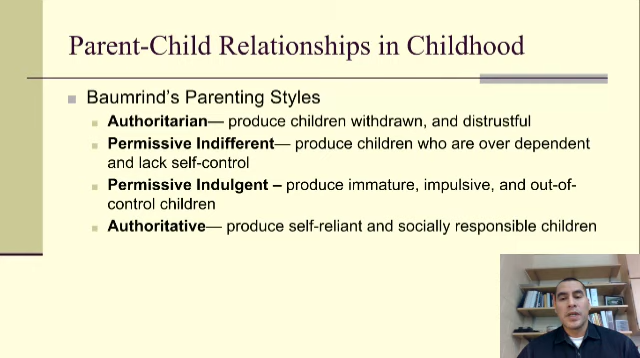 Parent-Child Relationships in Childhood
Baumrind's Parenting Styles
Authoritarian— produce children withdrawn, and distrustful
Permissive Indifferent— produce children who are over dependent
and lack self-control
Permissive Indulgent – produce immature, impulsive, and out-of-
control children
Authoritative— produce self-reliant and socially responsible children